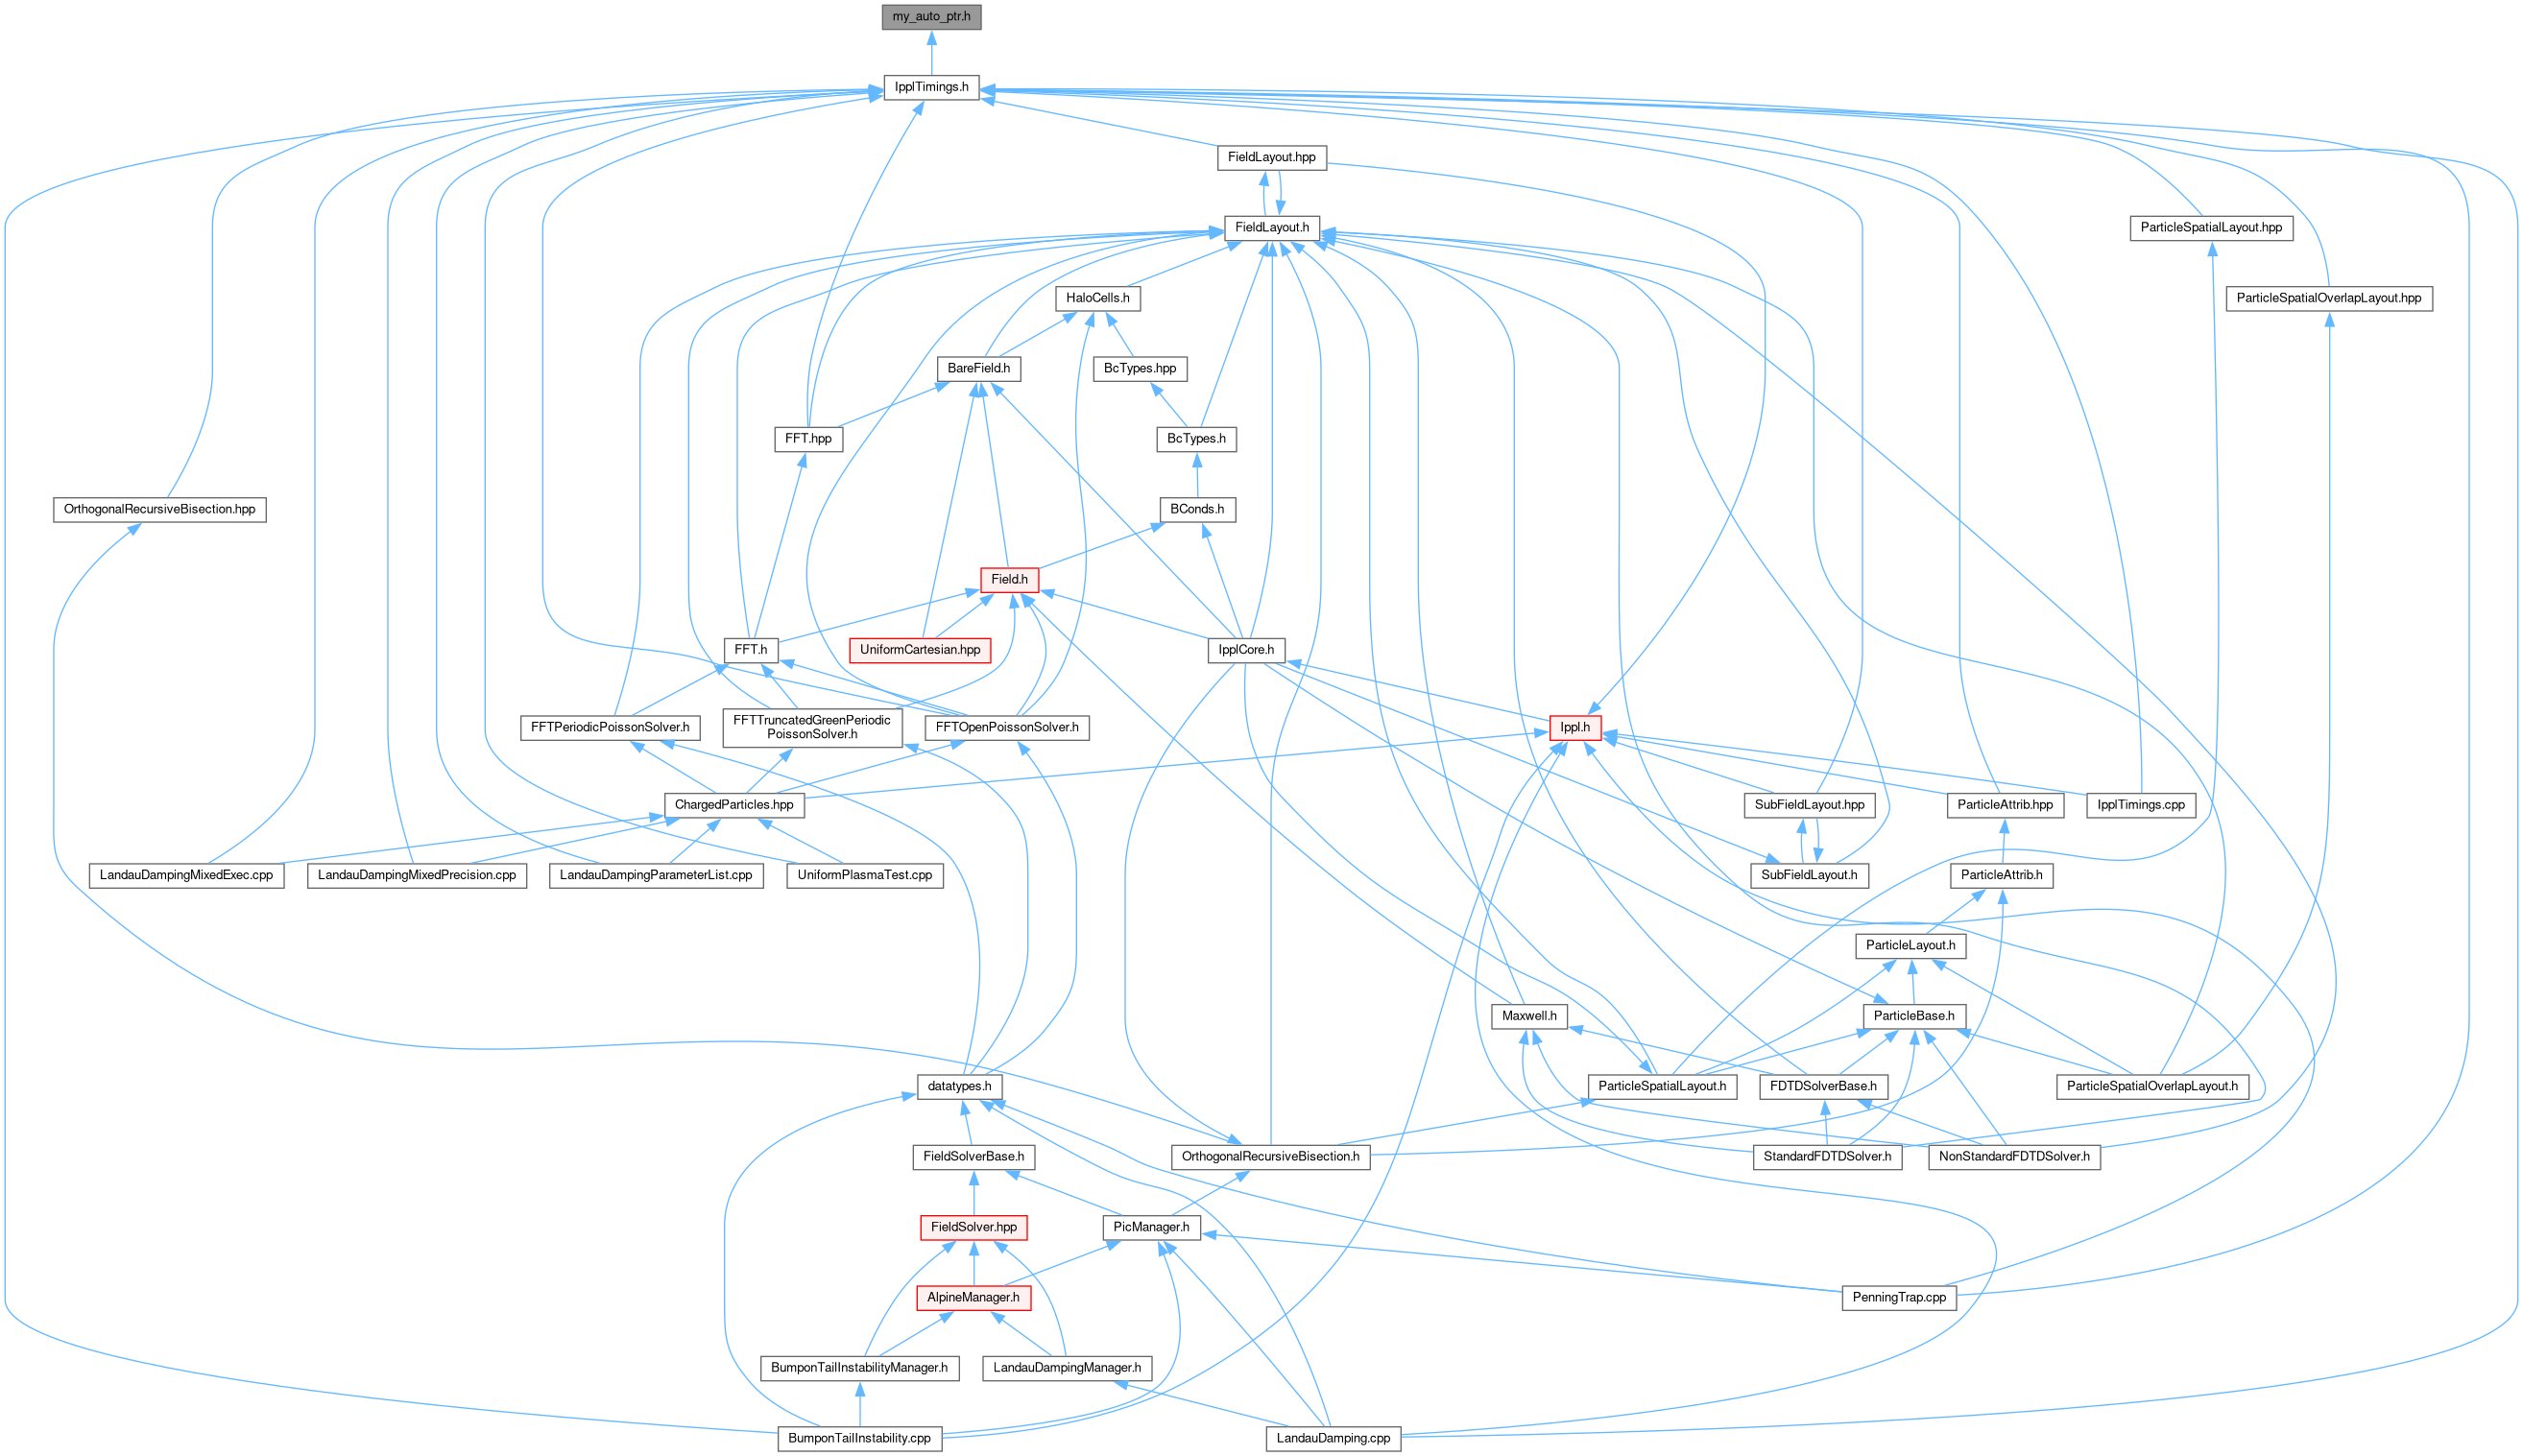 my_auto_ptr.h
IpplTimings.h
FieldLayout.hpp
FieldLayout.h
ParticleSpatialLayout.hpp
HaloCells.h
ParticleSpatialOverlapLayout.hpp
BareField.h
BcTypes.hpp
FFT.hpp
BcTypes.h
OrthogonalRecursiveBisection.hpp
BConds.h
Field.h
FFT.h
UniformCartesian.hpp
IpplCore.h
FFTPeriodicPoissonSolver.h
FFTTruncatedGreenPeriodic
PoissonSolver.h
FFTOpenPoissonSolver.h
Ippl.h
ChargedParticles.hpp
SubFieldLayout.hpp
ParticleAttrib.hpp
IpplTimings.cpp
LandauDampingMixedExec.cpp
LandauDampingMixedPrecision.cpp
LandauDampingParameterList.cpp
UniformPlasmaTest.cpp
SubFieldLayout.h
ParticleAttrib.h
ParticleLayout.h
Maxwell.h
ParticleBase.h
datatypes.h
ParticleSpatialLayout.h
FDTDSolverBase.h
ParticleSpatialOverlapLayout.h
FieldSolverBase.h
OrthogonalRecursiveBisection.h
StandardFDTDSolver.h
NonStandardFDTDSolver.h
FieldSolver.hpp
PicManager.h
AlpineManager.h
PenningTrap.cpp
BumponTailInstabilityManager.h
LandauDampingManager.h
BumponTailInstability.cpp
LandauDamping.cpp